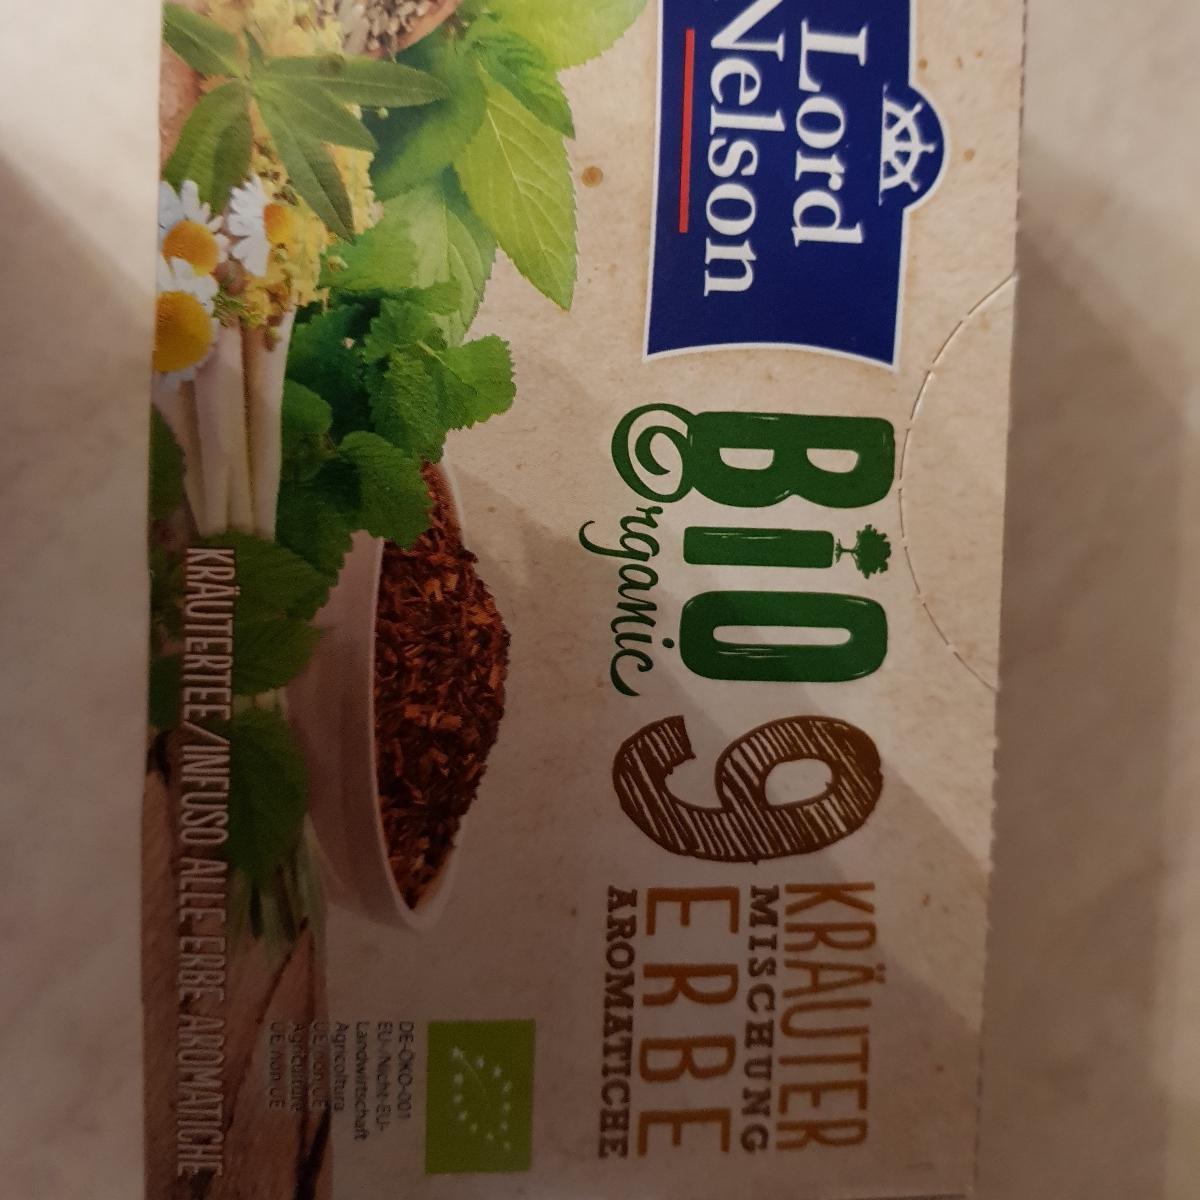 Lord
Nelson
BIO
Organic
9
KRÄUTER
MISCHUNG
ERBE
AROMATICHE
DE-ÖKO-001
EU-/Nicht-EU-
Landwirtschaft
Agricoltura
UE/non UE
Agriculture
UE/non UE
KRÄUTERTEE/INFUSO ALLE ERBE AROMATICHE